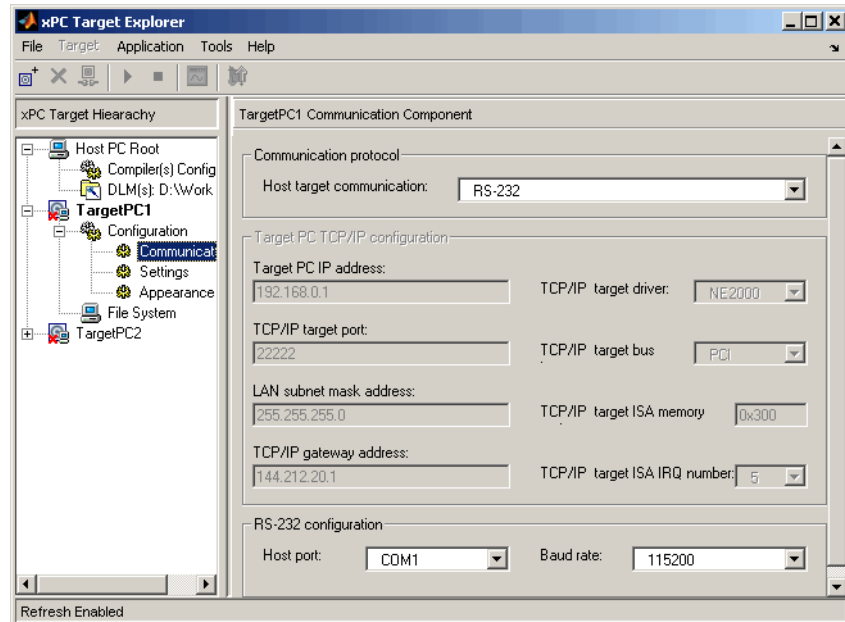 xPC Target Explorer
File Target Application Tools Help
xPC Target Hiearachy
Host PC Root
Compiler(s) Config
DLM(s): D:\Work
TargetPC1
Configuration
Communicat
Settings
Appearance
File System
TargetPC2
TargetPC1 Communication Component
Communication protocol
Host target communication: RS-232
Target PC TCP/IP configuration
Target PC IP address:
192.168.0.1
TCP/IP target driver: NE2000
TCP/IP target port:
22222
TCP/IP target bus PCI
LAN subnet mask address:
255.255.255.0
TCP/IP target ISA memory 0x300
TCP/IP gateway address:
144.212.20.1
TCP/IP target ISA IRQ number: 5
RS-232 configuration
Host port: COM1 Baud rate: 115200
Refresh Enabled